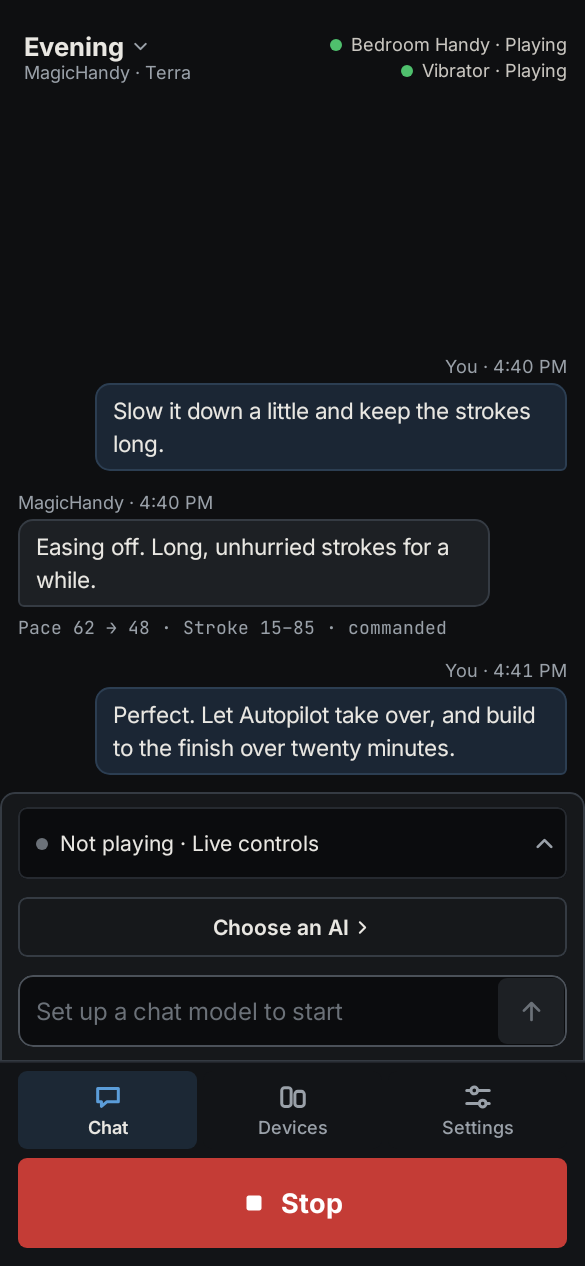 Evening
MagicHandy · Terra
Bedroom Handy · Playing
Vibrator · Playing
You · 4:40 PM
Slow it down a little and keep the strokes
long.
MagicHandy · 4:40 PM
Easing off. Long, unhurried strokes for a
while.
Pace 62 → 48 · Stroke 15–85 · commanded
You · 4:41 PM
Perfect. Let Autopilot take over, and build
to the finish over twenty minutes.
Not playing · Live controls
Choose an AI ›
Set up a chat model to start
Chat
Devices
Settings
Stop